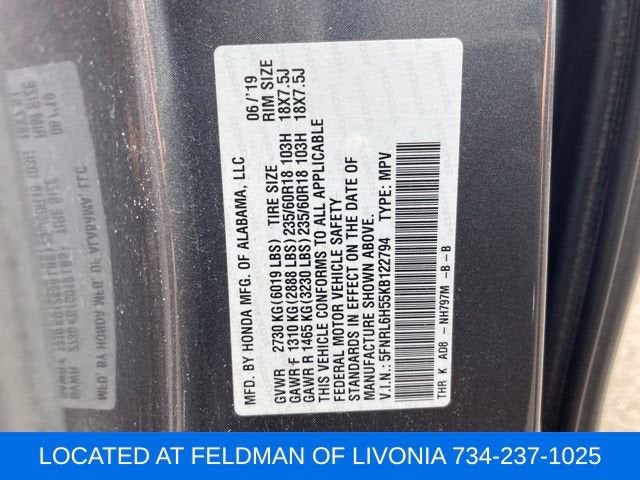 MFD. BY HONDA MFG. OF ALABAMA, LLC 06/'19
GVWR 2730 KG (6019 LBS) TIRE SIZE RIM SIZE
GAWR F 1310 KG (2888 LBS) 235/60R18 103H 18X7.5J
GAWR R 1465 KG (3230 LBS) 235/60R18 103H 18X7.5J
THIS VEHICLE CONFORMS TO ALL APPLICABLE
FEDERAL MOTOR VEHICLE SAFETY
STANDARDS IN EFFECT ON THE DATE OF
MANUFACTURE SHOWN ABOVE.
V.I.N.: 5FNRL6H55KB122794 TYPE: MPV
THR K AD8 - NH797M -B-B
LOCATED AT FELDMAN OF LIVONIA 734-237-1025